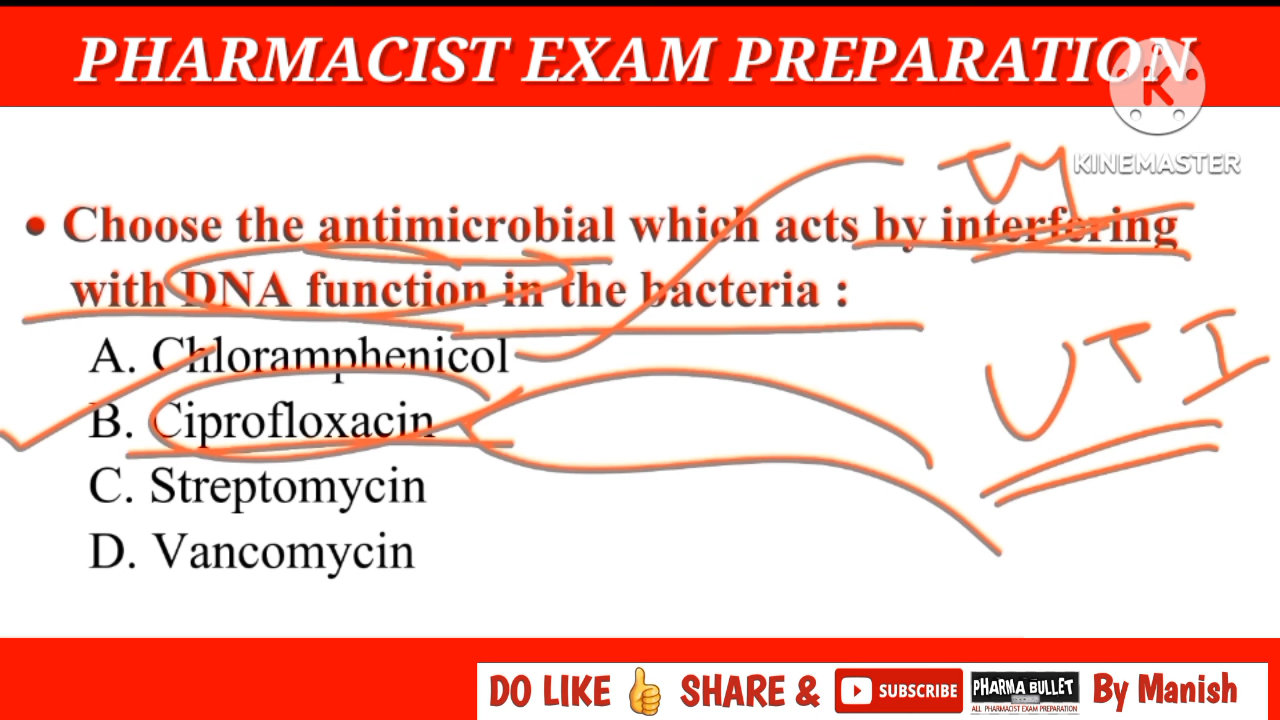 PHARMACIST EXAM PREPARATION
K
KINEMASTER
Ty
• Choose the antimicrobial which acts by interfering
with DNA function in the bacteria :
UTI
A. Chloramphenicol
B. Ciprofloxacin
C. Streptomycin
D. Vancomycin
DO LIKE 👍 SHARE & SUBSCRIBE PHARMA BULLET By Manish
ALL PHARMACIST EXAM PREPARATION